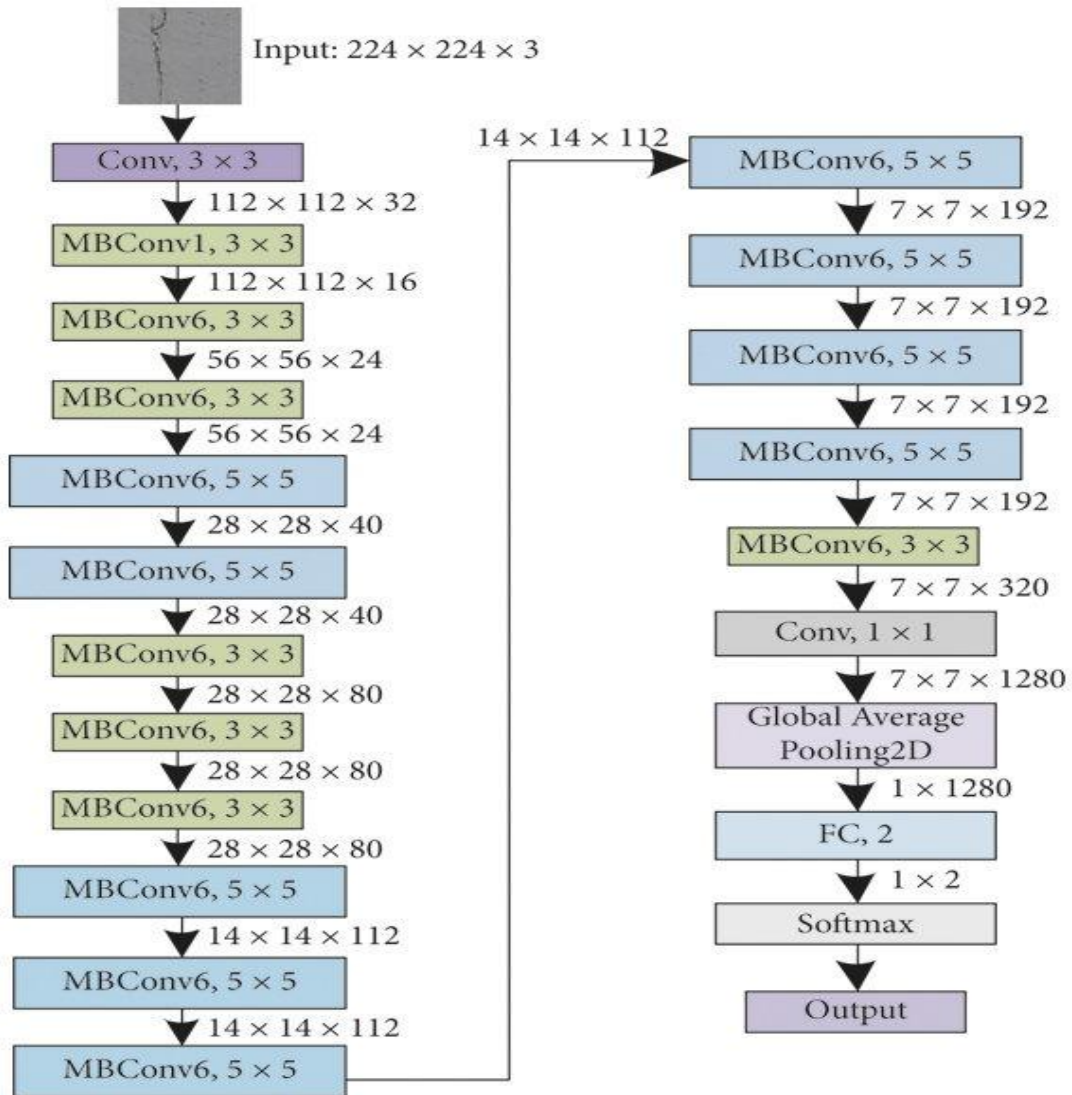 Input: 224 × 224 × 3
Conv, 3 × 3
112 × 112 × 32
MBConv1, 3 × 3
112 × 112 × 16
MBConv6, 3 × 3
56 × 56 × 24
MBConv6, 3 × 3
56 × 56 × 24
MBConv6, 5 × 5
28 × 28 × 40
MBConv6, 5 × 5
28 × 28 × 40
MBConv6, 3 × 3
28 × 28 × 80
MBConv6, 3 × 3
28 × 28 × 80
MBConv6, 3 × 3
28 × 28 × 80
MBConv6, 5 × 5
14 × 14 × 112
MBConv6, 5 × 5
14 × 14 × 112
MBConv6, 5 × 5
14 × 14 × 112
MBConv6, 5 × 5
7 × 7 × 192
MBConv6, 5 × 5
7 × 7 × 192
MBConv6, 5 × 5
7 × 7 × 192
MBConv6, 5 × 5
7 × 7 × 192
MBConv6, 3 × 3
7 × 7 × 320
Conv, 1 × 1
7 × 7 × 1280
Global Average
Pooling2D
1 × 1280
FC, 2
1 × 2
Softmax
Output